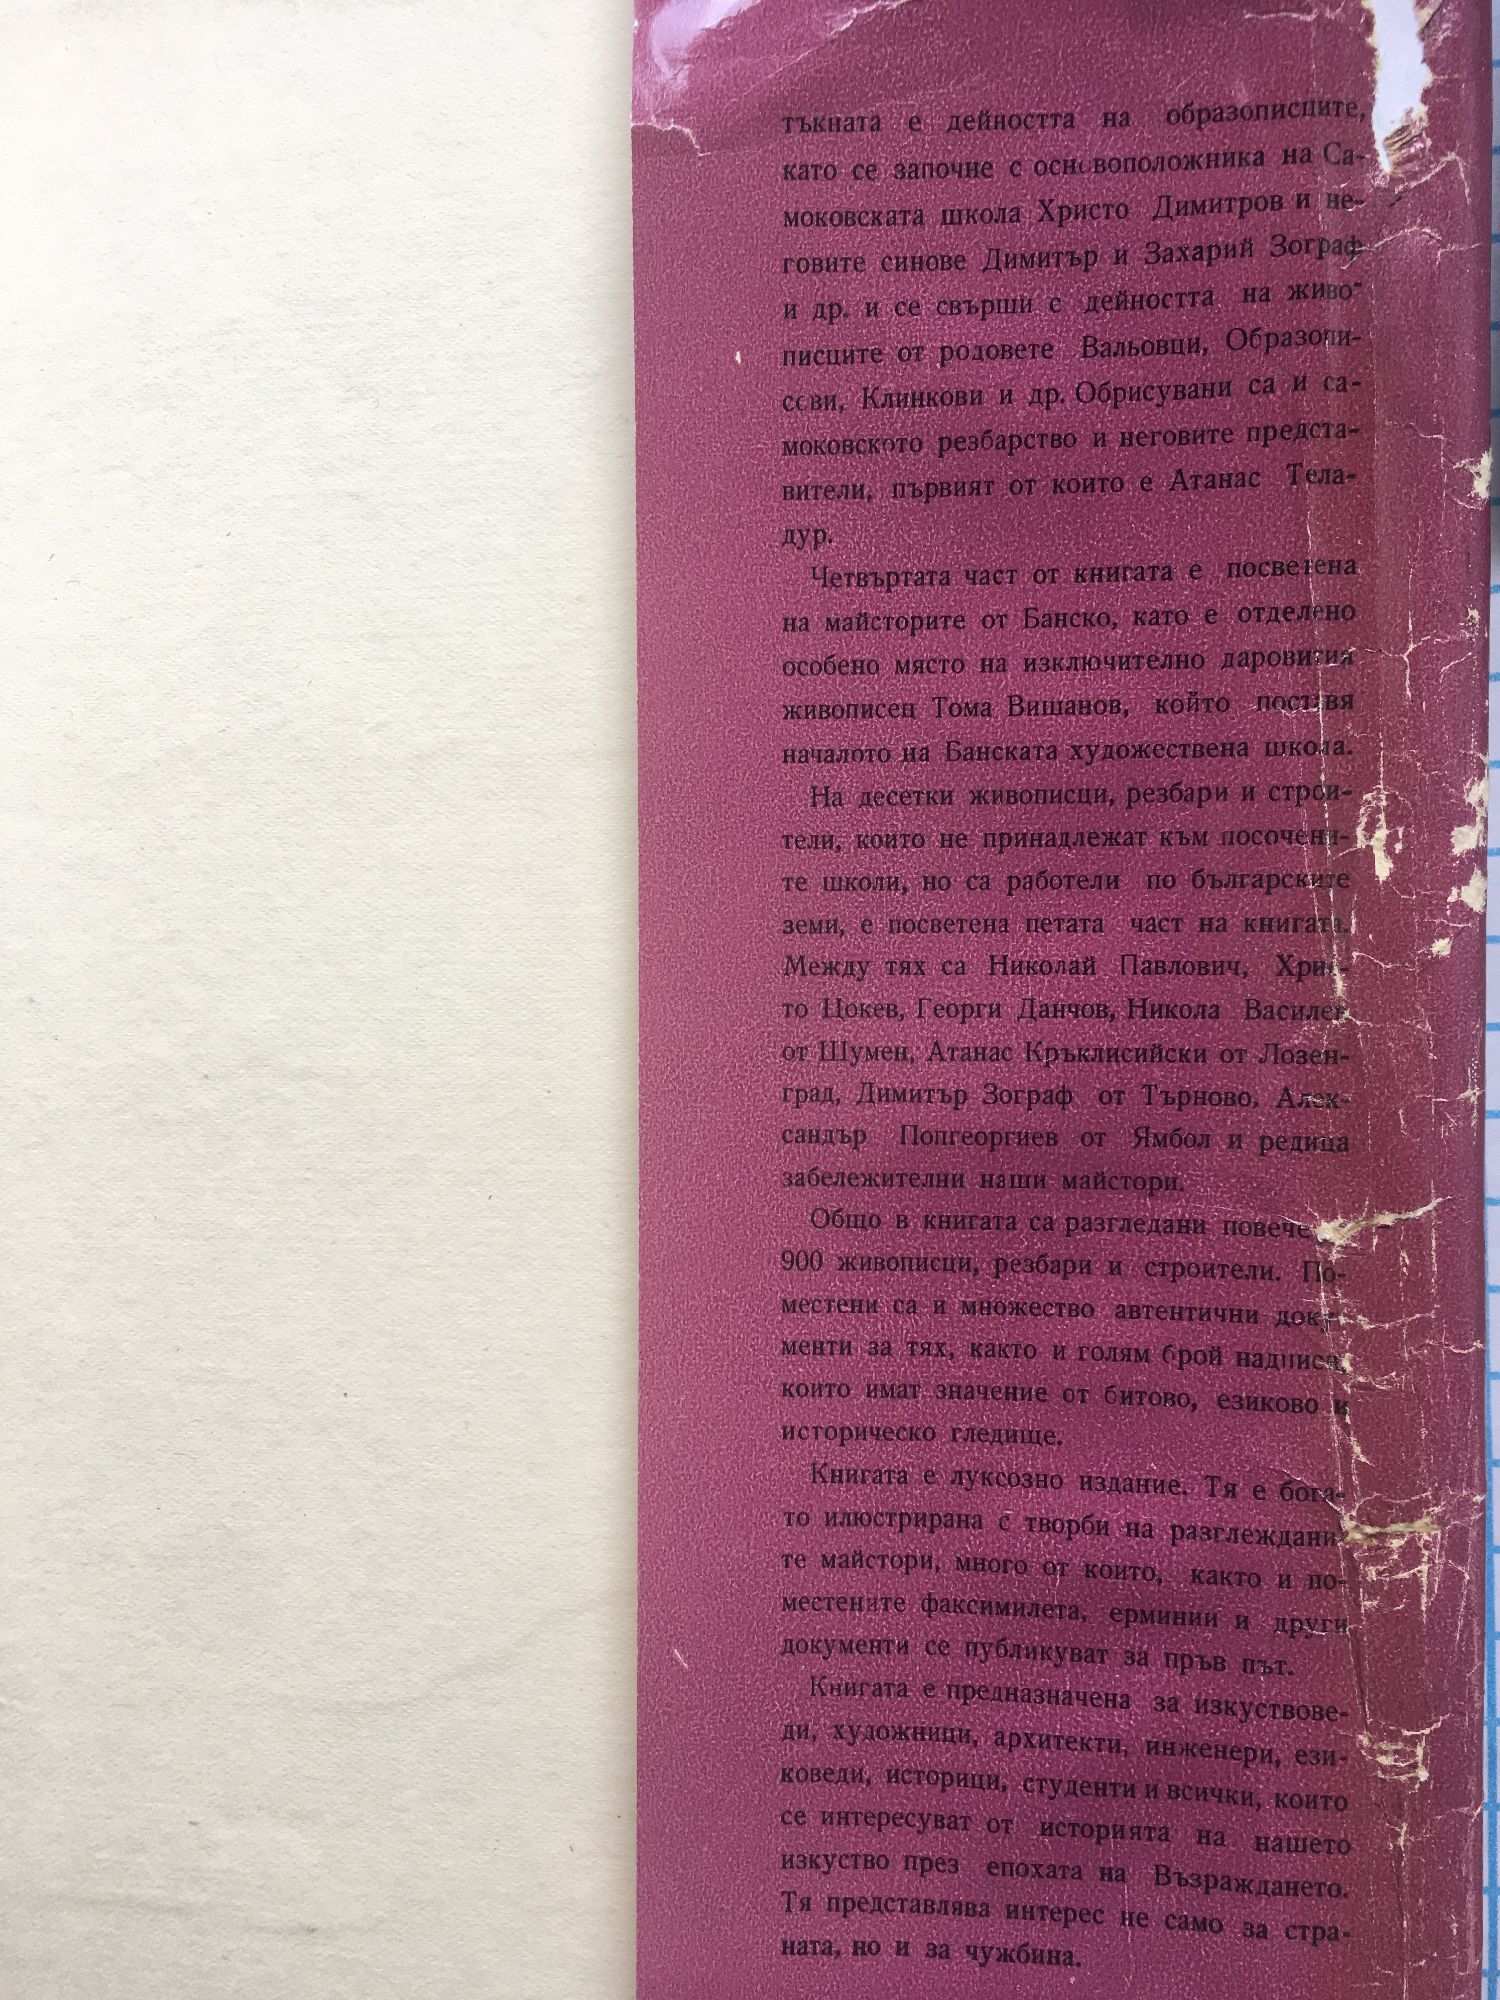 тъкната е дейността на образописците,
като се започне с основоположника на Са-
моковската школа Христо Димитров и не-
говите синове Димитър и Захарий Зограф
и др. и се свърши с дейността на живо-
писците от родовете Вальовци, Образопи-
сови, Клинкови и др. Обрисувани са и са-
моковското резбарство и неговите предста-
вители, първият от които е Атанас Тела-
дур.
Четвъртата част от книгата е посветена
на майсторите от Банско, като е отделено
особено място на изключително даровития
живописец Тома Вишанов, който поставя
началото на Банската художествена школа.
На десетки живописци, резбари и строи-
тели, които не принадлежат към посочени-
те школи, но са работели по българските
земи, е посветена петата част на книгата.
Между тях са Николай Павлович, Хрис-
то Цокев, Георги Данчов, Никола Василев
от Шумен, Атанас Кръклисийски от Лозен-
град, Димитър Зограф от Търново, Алек-
сандър Попгеоргиев от Ямбол и редица
забележителни наши майстори.
Общо в книгата са разгледани повече
900 живописци, резбари и строители. По-
местени са и множество автентични доку-
менти за тях, както и голям брой надписи,
които имат значение от битово, езиково и
историческо гледище.
Книгата е луксозно издание. Тя е бога-
то илюстрирана с творби на разглеждани-
те майстори, много от които, както и по-
местените факсимилета, ерминии и други
документи се публикуват за пръв път.
Книгата е предназначена за изкуствове-
ди, художници, архитекти, инженери, ези-
коведи, историци, студенти и всички, които
се интересуват от историята на нашето
изкуство през епохата на Възраждането.
Тя представлява интерес не само за стра-
ната, но и за чужбина.